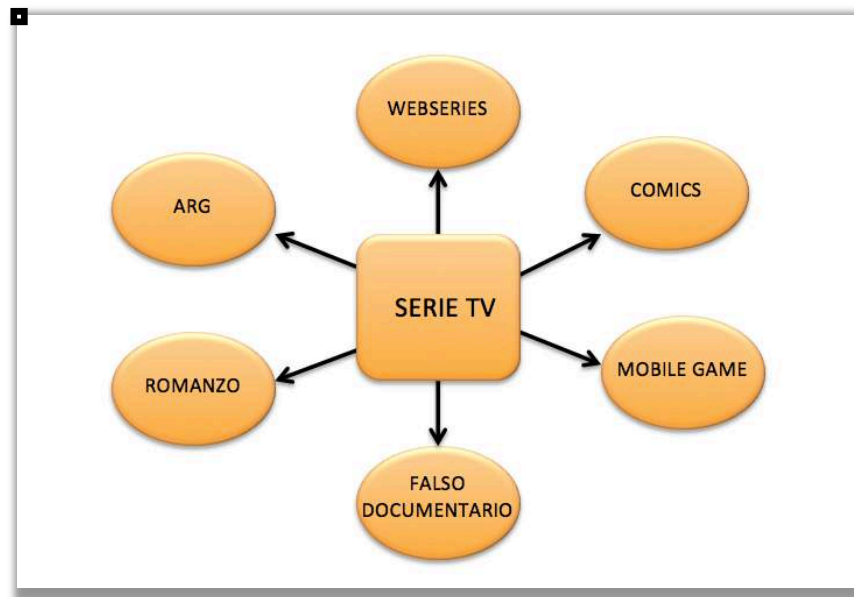 WEBSERIES
ARG
COMICS
SERIE TV
ROMANZO
MOBILE GAME
FALSO
DOCUMENTARIO